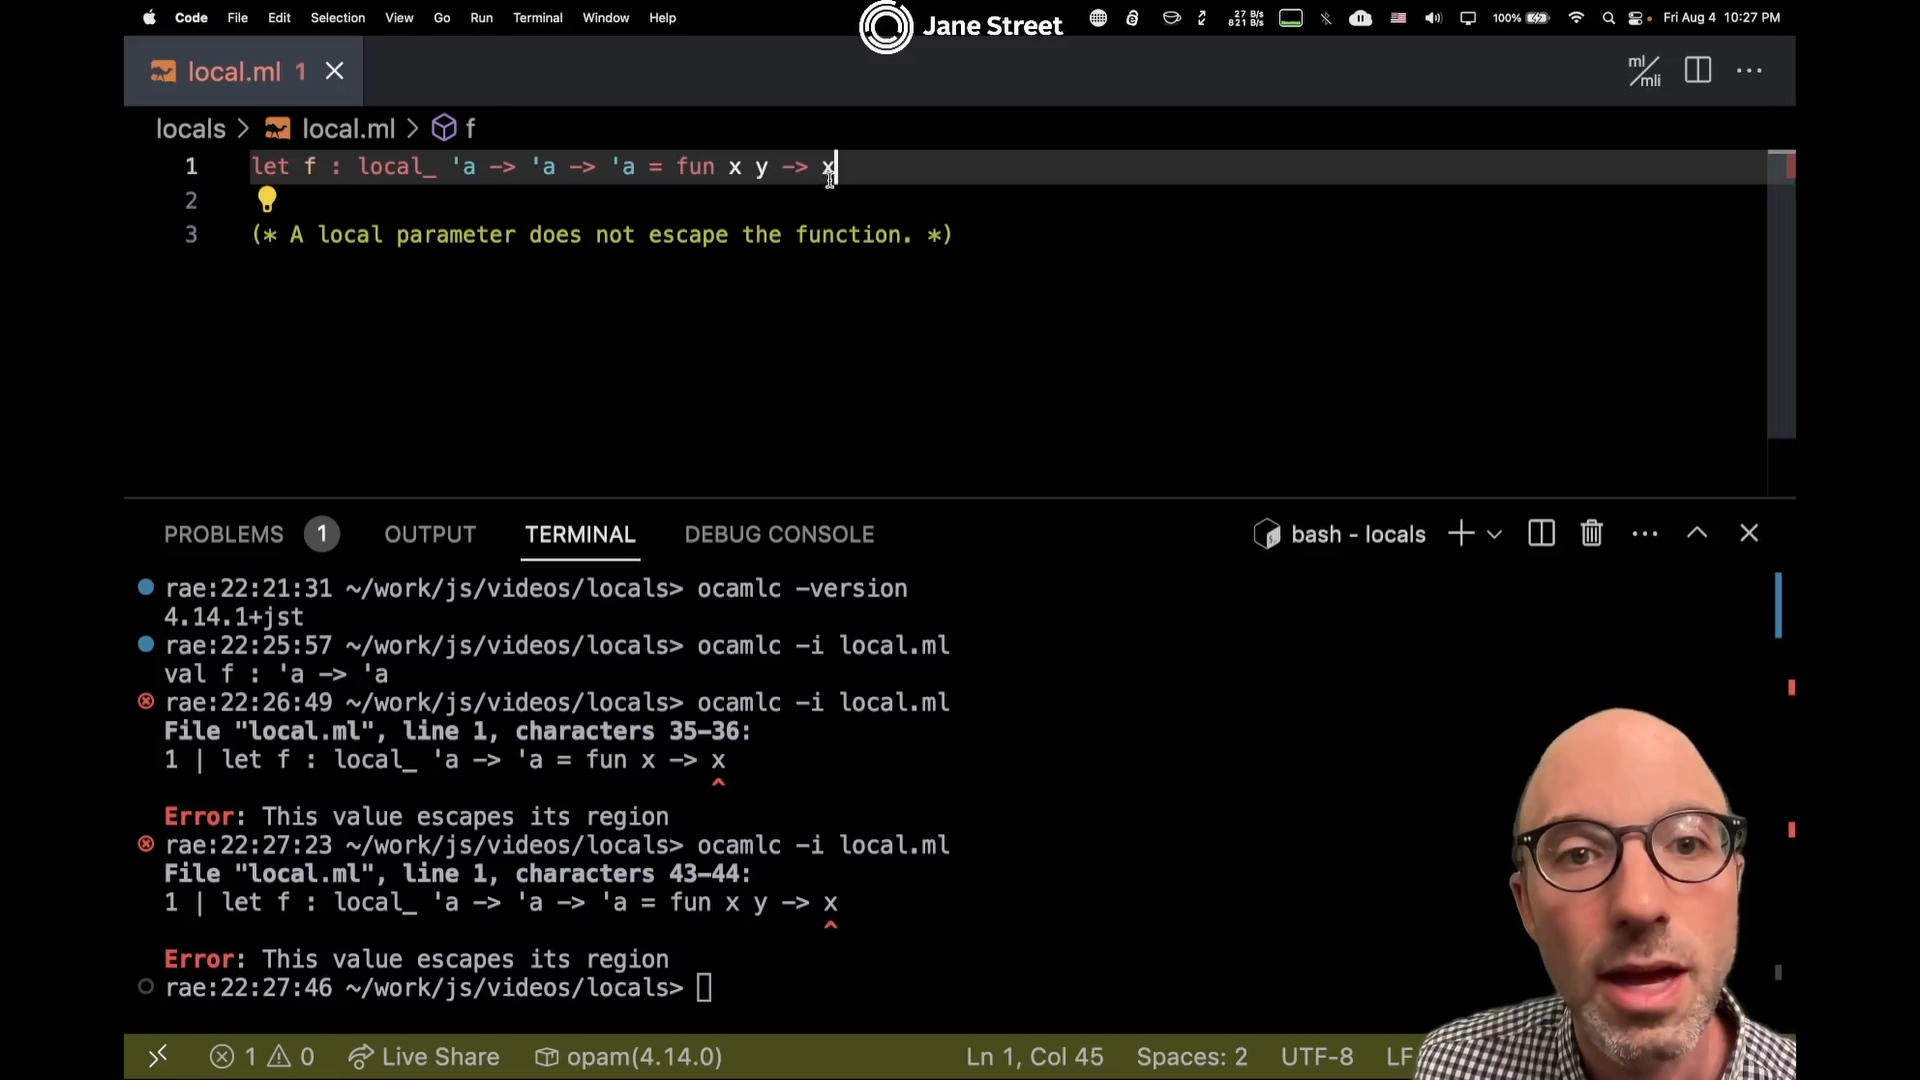 Code File Edit Selection View Go Run Terminal Window Help
Jane Street
27 B/s
821 B/s
100%
Fri Aug 4 10:27 PM
local.ml 1
ml/mli
locals > local.ml > f
1 let f : local_ 'a -> 'a -> 'a = fun x y -> x
2
3 (* A local parameter does not escape the function. *)
PROBLEMS 1 OUTPUT TERMINAL DEBUG CONSOLE
bash - locals
rae:22:21:31 ~/work/js/videos/locals> ocamlc -version
4.14.1+jst
rae:22:25:57 ~/work/js/videos/locals> ocamlc -i local.ml
val f : 'a -> 'a
rae:22:26:49 ~/work/js/videos/locals> ocamlc -i local.ml
File "local.ml", line 1, characters 35-36:
1 | let f : local_ 'a -> 'a = fun x -> x
^
Error: This value escapes its region
rae:22:27:23 ~/work/js/videos/locals> ocamlc -i local.ml
File "local.ml", line 1, characters 43-44:
1 | let f : local_ 'a -> 'a -> 'a = fun x y -> x
^
Error: This value escapes its region
rae:22:27:46 ~/work/js/videos/locals>
1 0 Live Share opam(4.14.0) Ln 1, Col 45 Spaces: 2 UTF-8 LF